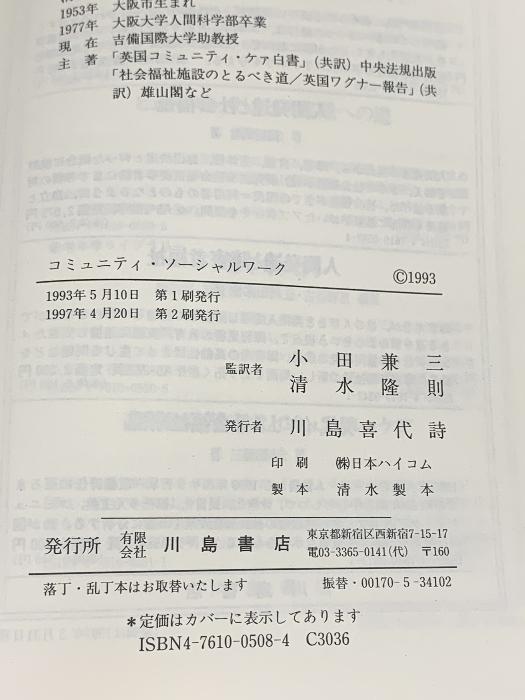 1953年 大阪市生まれ
1977年 大阪大学人間科学部卒業
現 在 吉備国際大学助教授
主 著 「英国コミュニティ・ケァ白書」(共訳) 中央法規出版
「社会福祉施設のとるべき道/英国ワグナー報告」(共
訳) 雄山閣など
コミュニティ・ソーシャルワーク
©1993
1993年5月10日 第1刷発行
1997年4月20日 第2刷発行
監訳者 小田兼三
清水隆則
発行者 川島喜代詩
印刷 ㈱日本ハイコム
製本 清水製本
発行所 有限会社 川島書店
東京都新宿区西新宿7-15-17
電03-3365-0141(代) 〒160
落丁・乱丁本はお取替いたします 振替・00170-5-34102
*定価はカバーに表示してあります
ISBN4-7610-0508-4 C3036